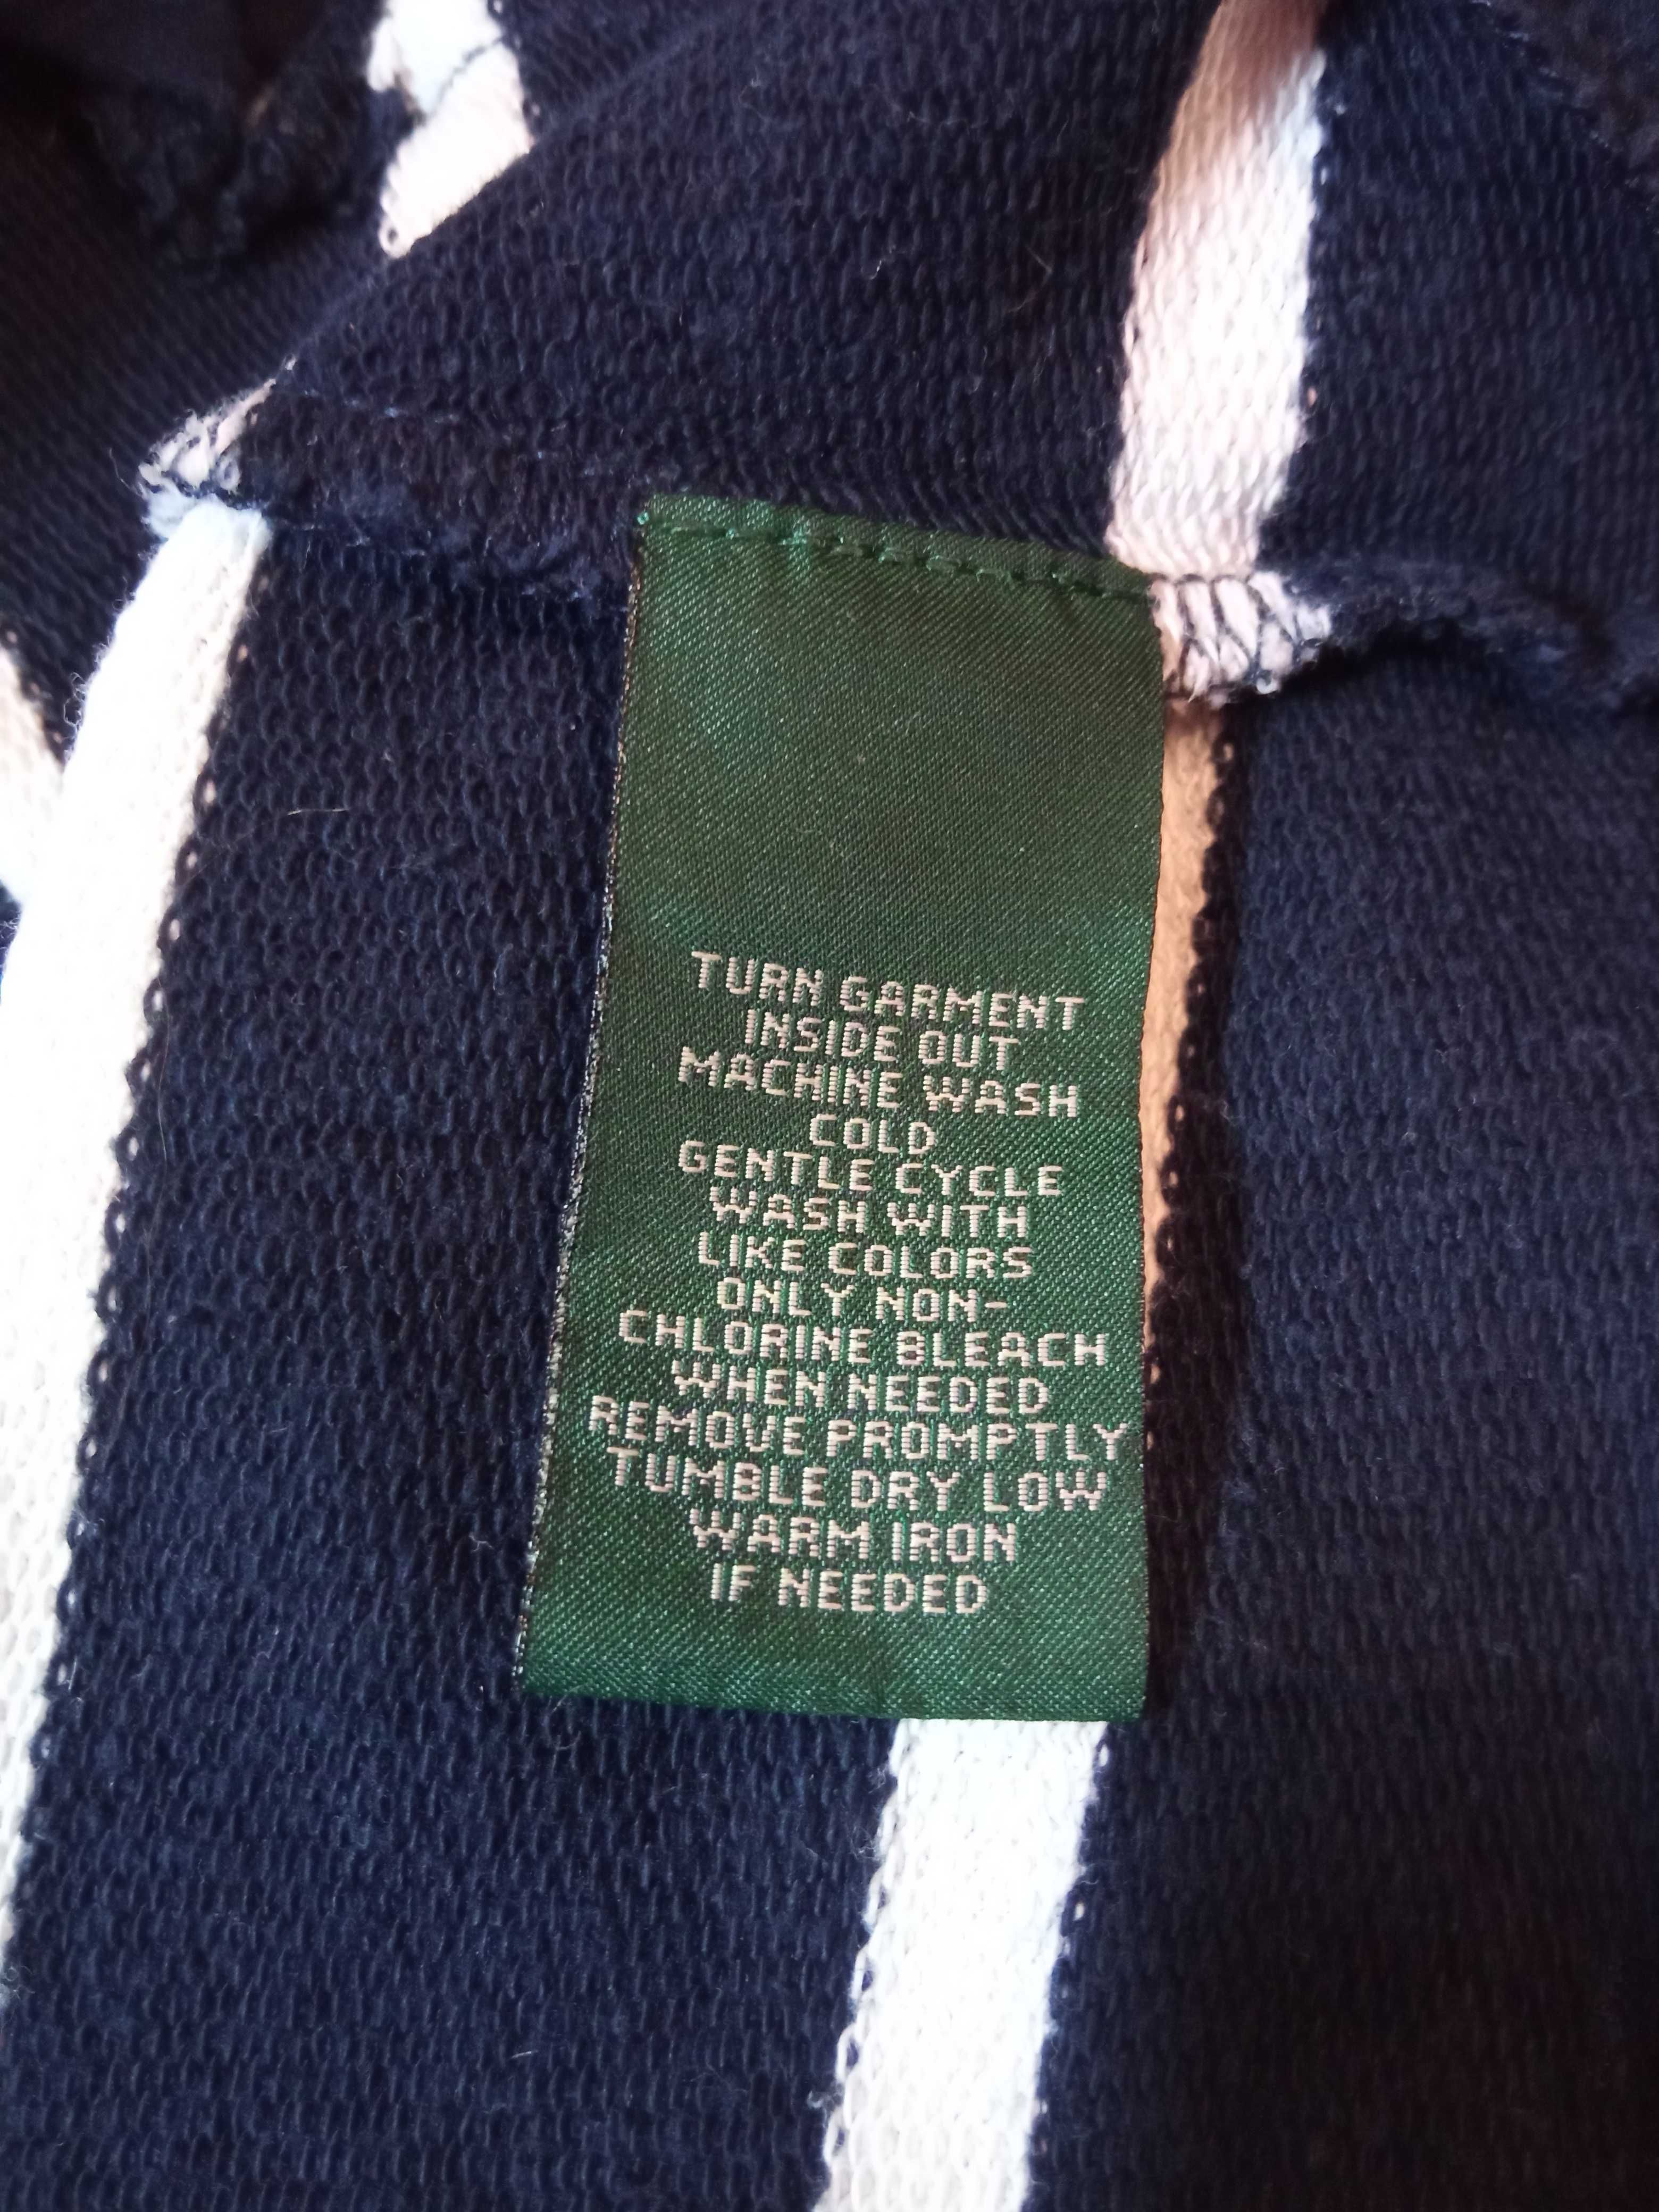 TURN GARMENT
INSIDE OUT
MACHINE WASH
COLD
GENTLE CYCLE
WASH WITH
LIKE COLORS
ONLY NON-
CHLORINE BLEACH
WHEN NEEDED
REMOVE PROMPTLY
TUMBLE DRY LOW
WARM IRON
IF NEEDED